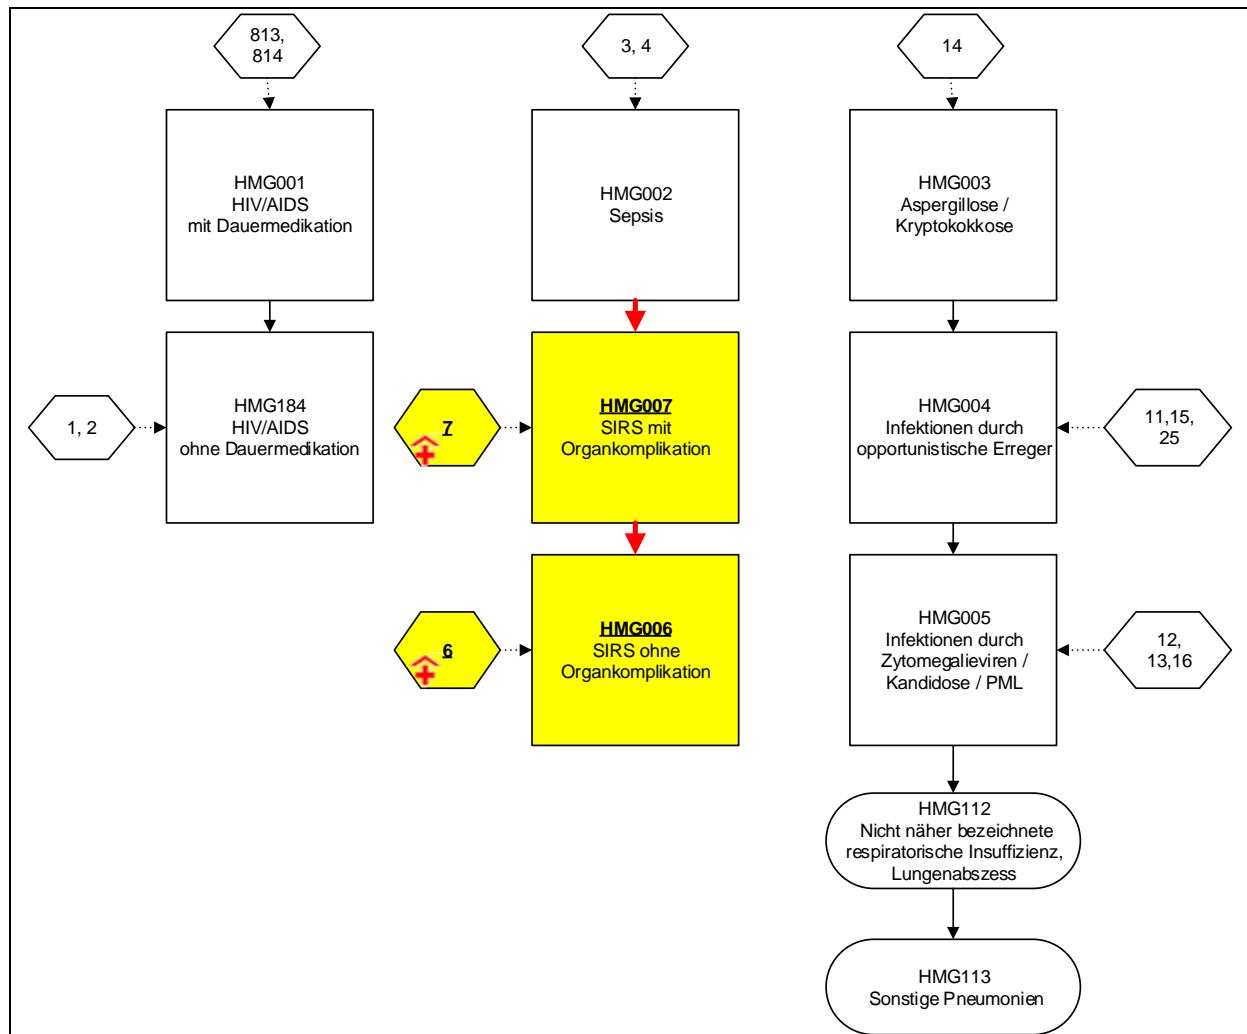 813,
814
3, 4
14
HMG001
HIV/AIDS
mit Dauermedikation
HMG002
Sepsis
HMG003
Aspergillose /
Kryptokokkose
1, 2
HMG184
HIV/AIDS
ohne Dauermedikation
7
HMG007
SIRS mit
Organkomplikation
HMG004
Infektionen durch
opportunistische Erreger
11,15,
25
6
HMG006
SIRS ohne
Organkomplikation
HMG005
Infektionen durch
Zytomegalieviren /
Kandidose / PML
12,
13,16
HMG112
Nicht näher bezeichnete
respiratorische Insuffizienz,
Lungenabszess
HMG113
Sonstige Pneumonien